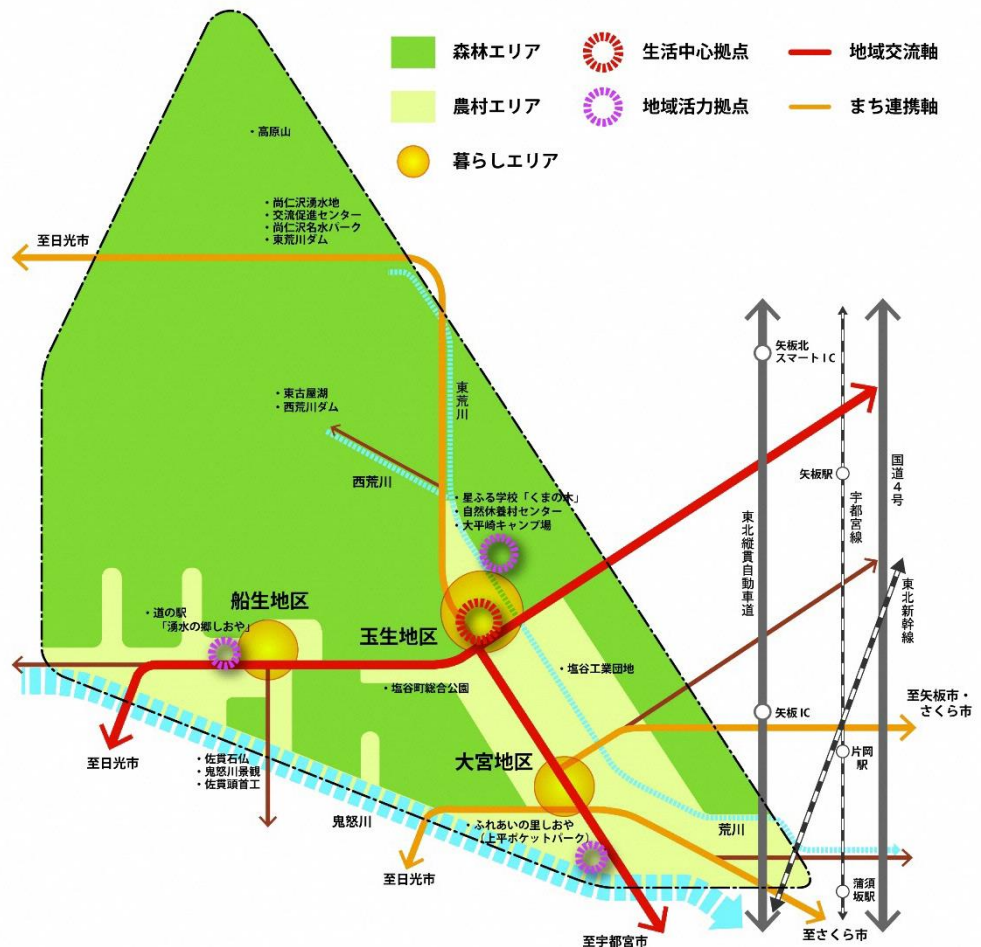 森林エリア
生活中心拠点
地域交流軸
農村エリア
地域活力拠点
まち連携軸
暮らしエリア
・高原山
・尚仁沢湧水地
・交流促進センター
・尚仁沢名水パーク
・東荒川ダム
至日光市
矢板北
スマートIC
・東古屋湖
・西荒川ダム
東荒川
西荒川
矢板駅
国道4号
・星ふる学校「くまの木」
・自然休養村センター
・大平崎キャンプ場
東北縦貫自動車道
宇都宮線
東北新幹線
船生地区
・道の駅
「湧水の郷しおや」
玉生地区
・塩谷工業団地
・塩谷町総合公園
至矢板市・
さくら市
矢板IC
大宮地区
片岡
駅
至日光市
・佐貫石仏
・鬼怒川景観
・佐貫頭首工
鬼怒川
・ふれあいの里しおや
(上平ポケットパーク)
荒川
至日光市
蒲須
坂駅
至宇都宮市
至さくら市